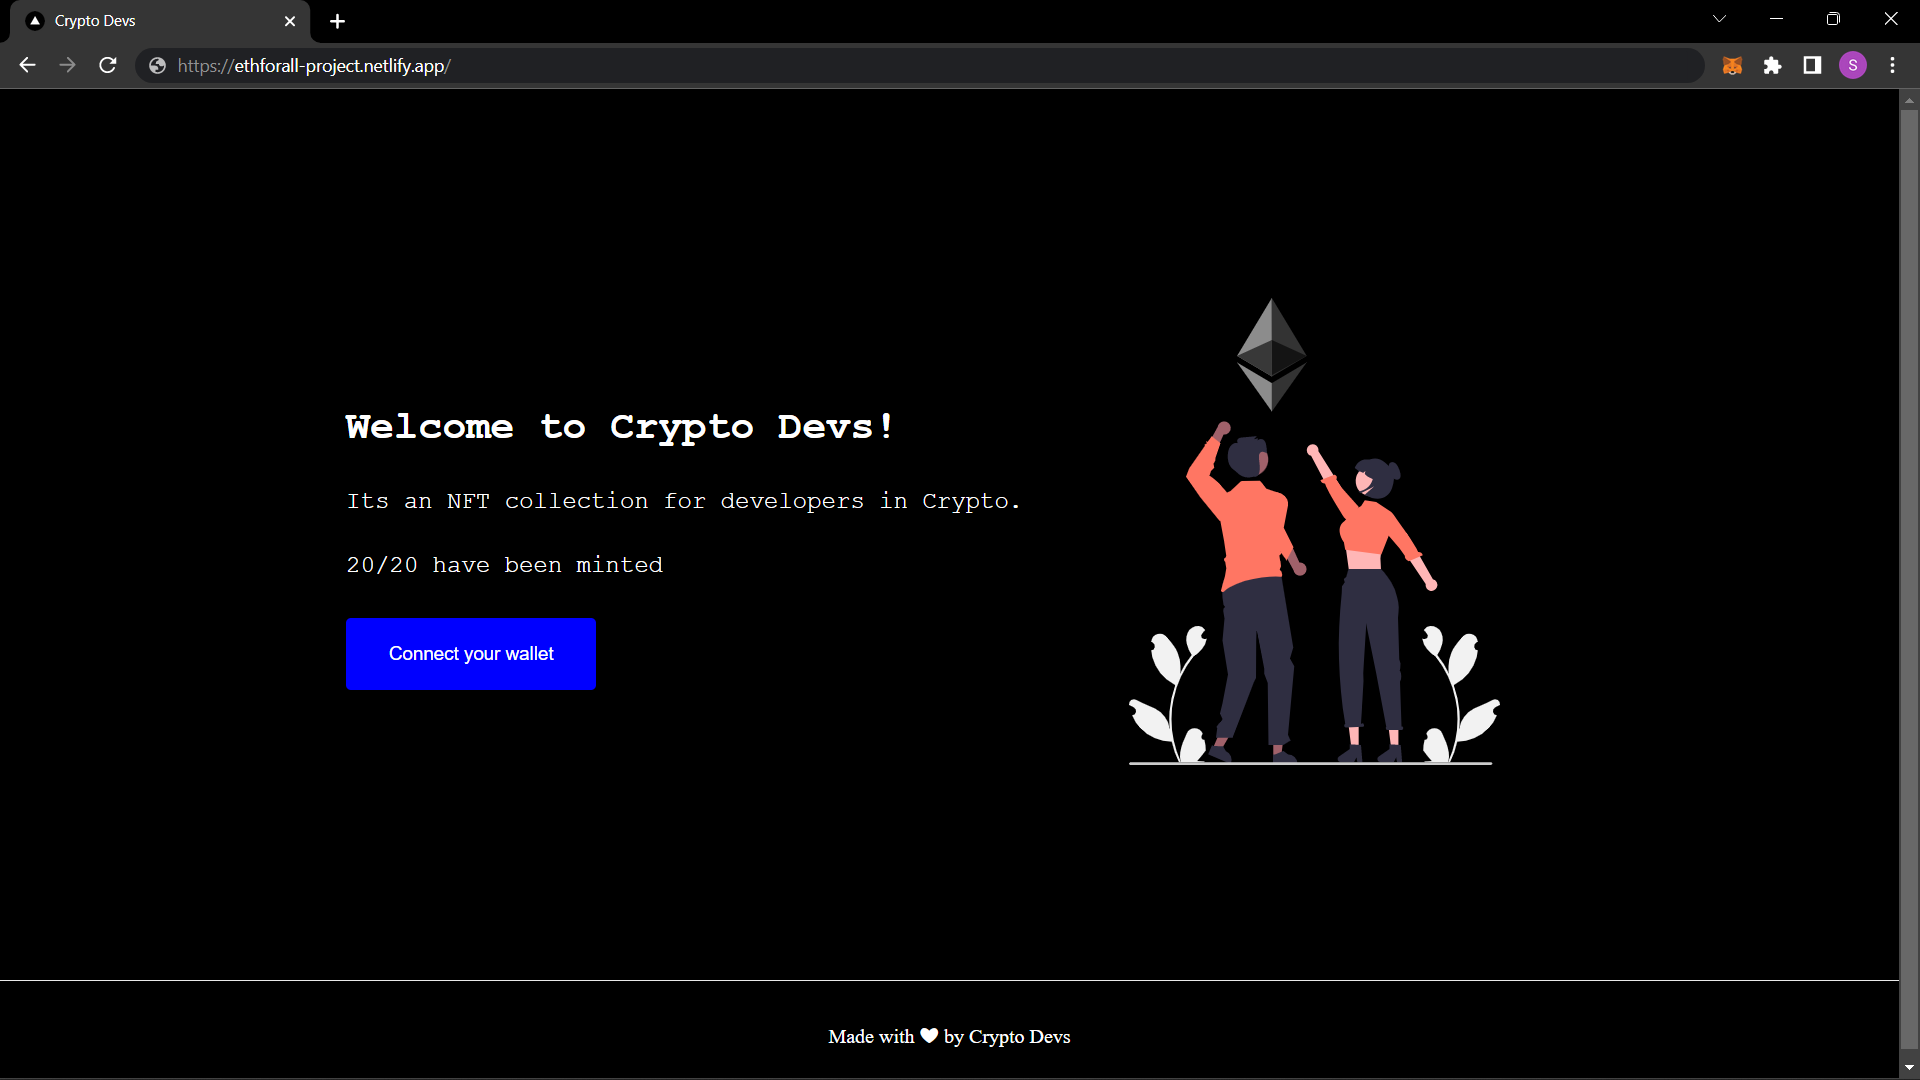 Crypto Devs
https://ethforall-project.netlify.app/
S
Welcome to Crypto Devs!
Its an NFT collection for developers in Crypto.
20/20 have been minted
Connect your wallet
Made with ❤ by Crypto Devs